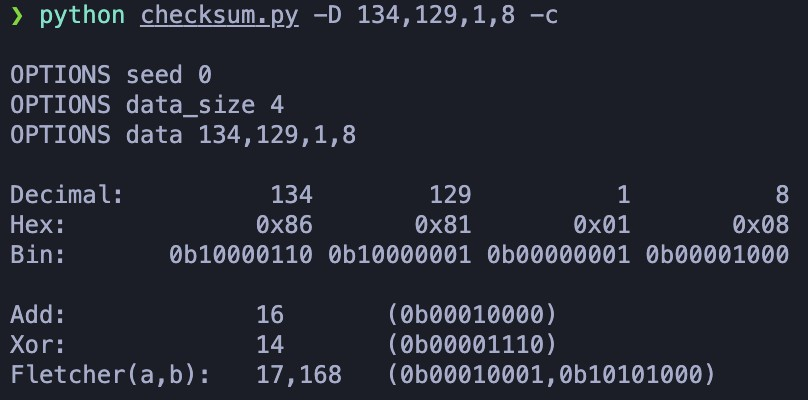 ❯ python checksum.py -D 134,129,1,8 -c
OPTIONS seed 0
OPTIONS data_size 4
OPTIONS data 134,129,1,8
Decimal: 134 129 1 8
Hex: 0x86 0x81 0x01 0x08
Bin: 0b10000110 0b10000001 0b00000001 0b00001000
Add: 16 (0b00010000)
Xor: 14 (0b00001110)
Fletcher(a,b): 17,168 (0b00010001,0b10101000)